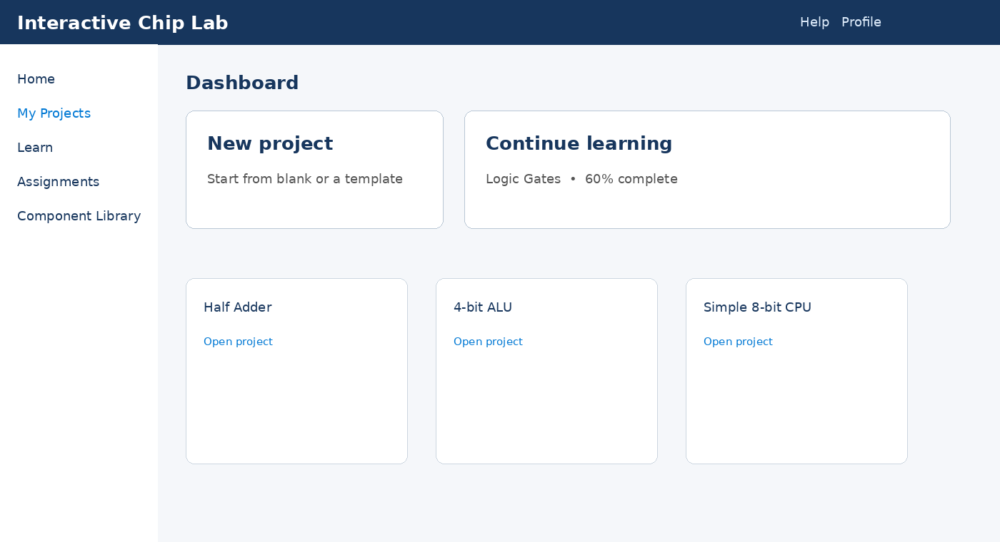 Interactive Chip Lab
Help Profile
Home
My Projects
Learn
Assignments
Component Library
Dashboard
New project
Start from blank or a template
Continue learning
Logic Gates • 60% complete
Half Adder
Open project
4-bit ALU
Open project
Simple 8-bit CPU
Open project